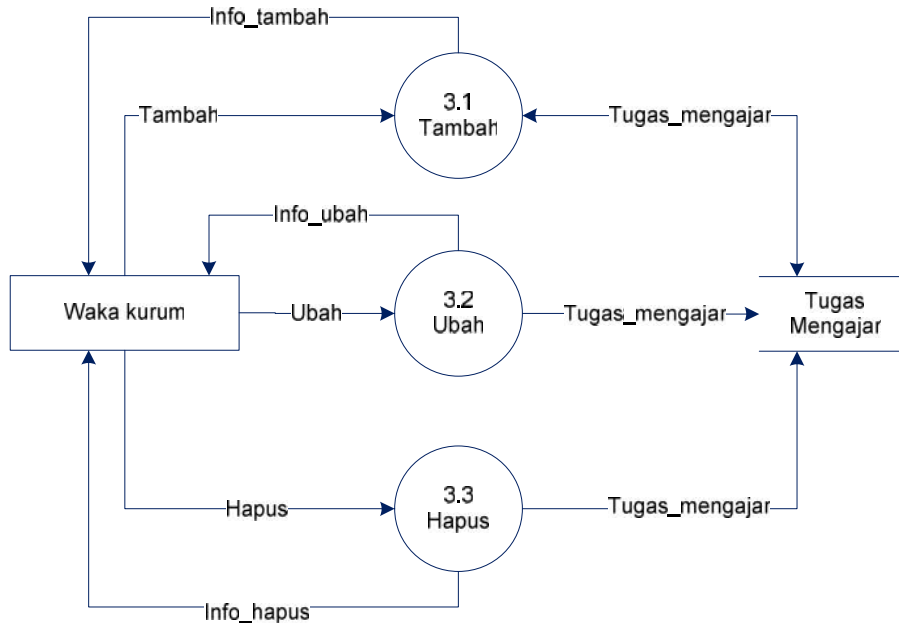 Info_tambah
3.1
Tambah
Tambah
Tugas_mengajar
Info_ubah
Waka kurum
Ubah
3.2
Ubah
Tugas_mengajar
Tugas
Mengajar
3.3
Hapus
Hapus
Tugas_mengajar
Info_hapus